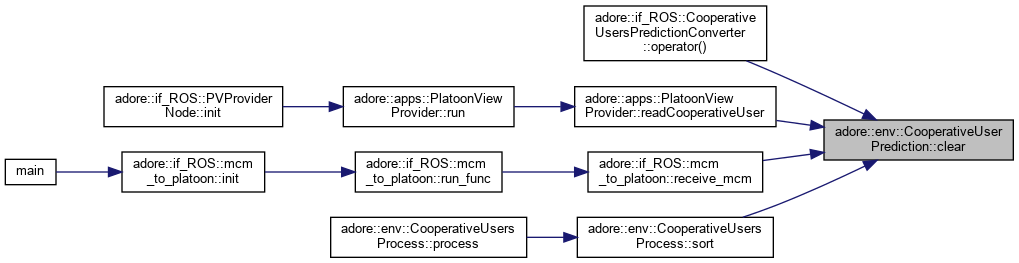 adore::if_ROS::Cooperative
UsersPredictionConverter
::operator()
adore::if_ROS::PVProvider
Node::init
adore::apps::PlatoonView
Provider::run
adore::apps::PlatoonView
Provider::readCooperativeUser
adore::env::CooperativeUser
Prediction::clear
main
adore::if_ROS::mcm
_to_platoon::init
adore::if_ROS::mcm
_to_platoon::run_func
adore::if_ROS::mcm
_to_platoon::receive_mcm
adore::env::CooperativeUsers
Process::process
adore::env::CooperativeUsers
Process::sort